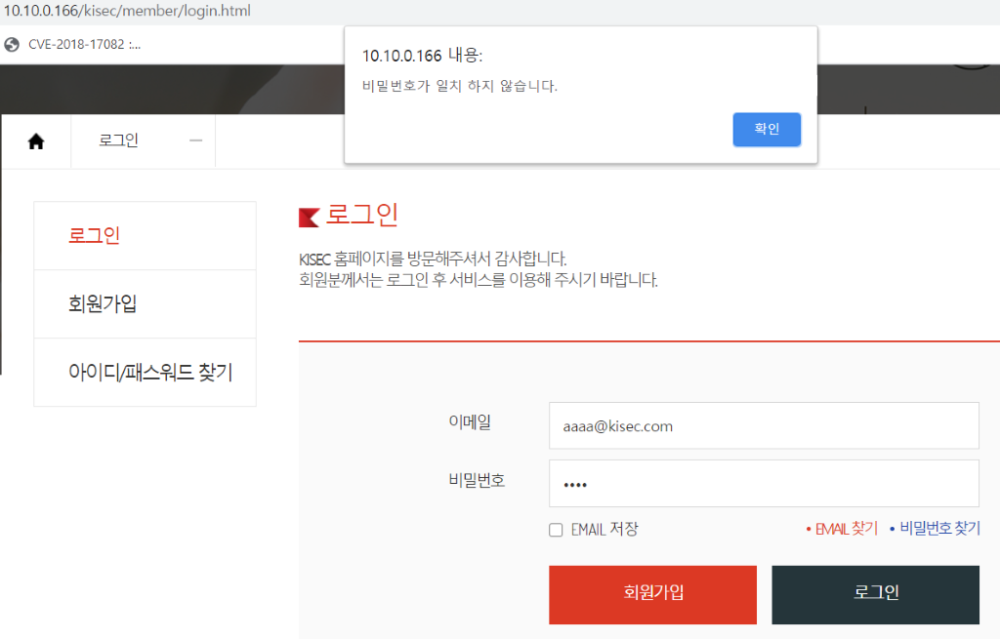 10.10.0.166/kisec/member/login.html
CVE-2018-17082 :...
10.10.0.166 내용:
비밀번호가 일치 하지 않습니다.
확인
로그인
로그인
회원가입
아이디/패스워드 찾기
로그인
KISEC 홈페이지를 방문해주셔서 감사합니다.
회원분께서는 로그인 후 서비스를 이용해 주시기 바랍니다.
이메일
aaaa@kisec.com
비밀번호
••••
EMAIL 저장
• EMAIL 찾기 • 비밀번호 찾기
회원가입 로그인